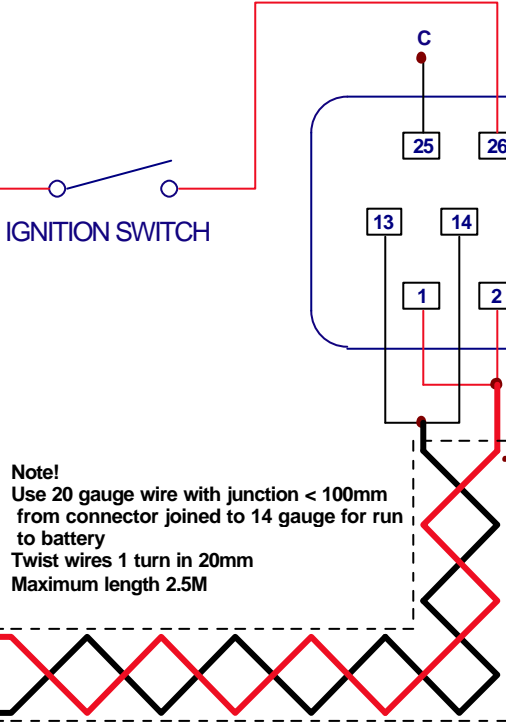 C
25 26
IGNITION SWITCH
13 14
1 2
Note!
Use 20 gauge wire with junction < 100mm
from connector joined to 14 gauge for run
to battery
Twist wires 1 turn in 20mm
Maximum length 2.5M